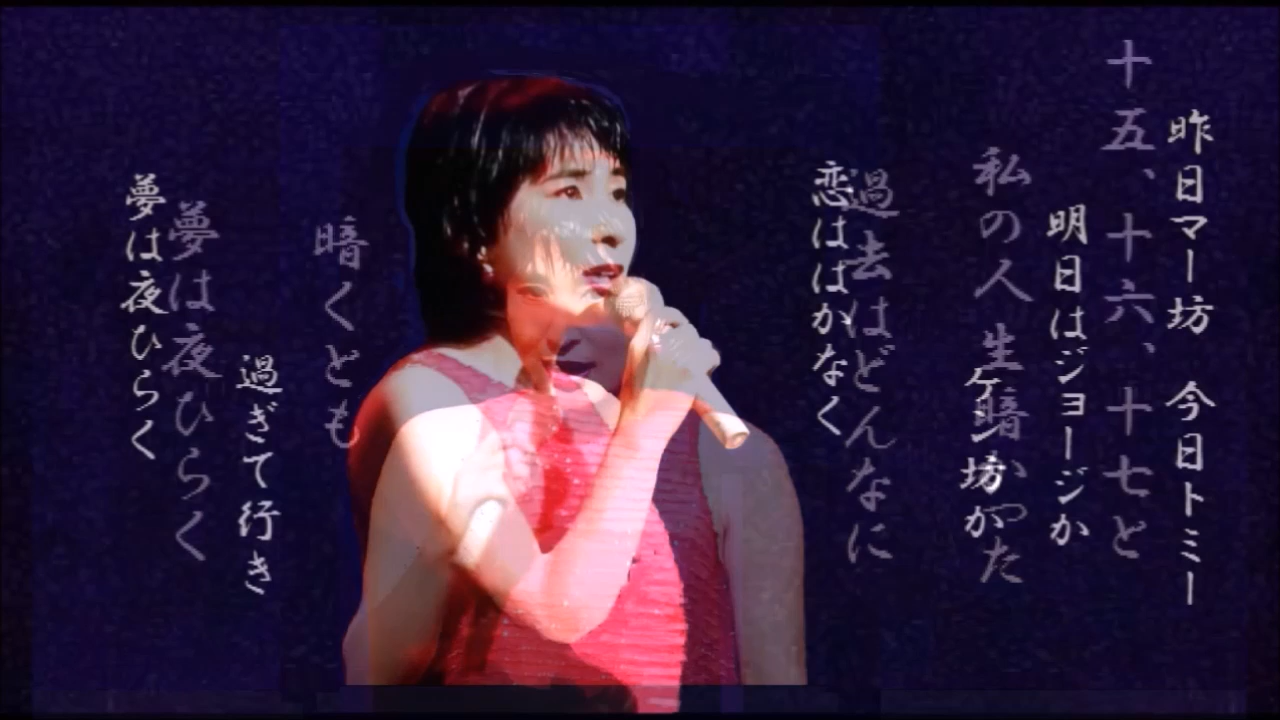 十五、十六、十七と
私の人生暗かった
過去はどんなに
暗くとも
夢は夜ひらく
昨日マー坊 今日トミー
明日はジョージか
ケン坊か
恋ははかなく
過ぎて行き
夢は夜ひらく